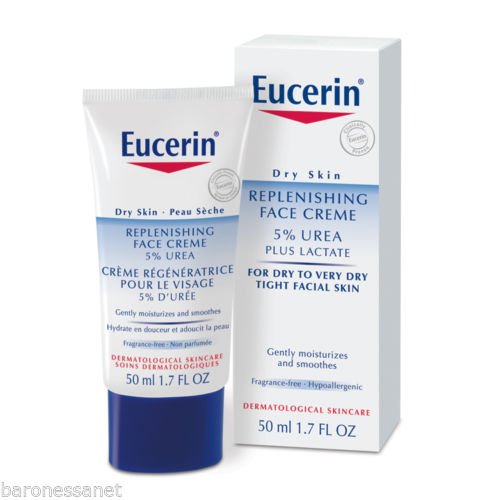 Eucerin®
Dry Skin · Peau Sèche
REPLENISHING
FACE CREME
5% UREA
CRÈME RÉGÉNÉRATRICE
POUR LE VISAGE
5% D'URÉE
Gently moisturizes and smoothes
Hydrate en douceur et adoucit la peau
Fragrance-free · Non parfumée
DERMATOLOGICAL SKINCARE
SOINS DERMATOLOGIQUES
50 ml 1.7 FL OZ
Eucerin®
Clinically
Proven
Dry Skin
REPLENISHING
FACE CREME
5% UREA
PLUS LACTATE
FOR DRY TO VERY DRY
TIGHT FACIAL SKIN
Gently moisturizes
and smoothes
Fragrance-free · Hypoallergenic
DERMATOLOGICAL SKINCARE
50 ml 1.7 FL OZ
baronessanet
baronessanet